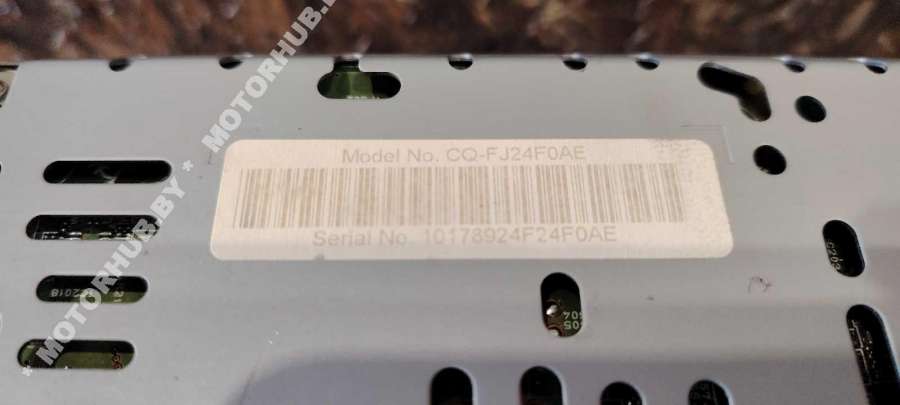 * MOTORHUB.BY * MOTORHUB.BY
Model No. CQ-FJ24F0AE
Serial No. 10178924F24F0AE